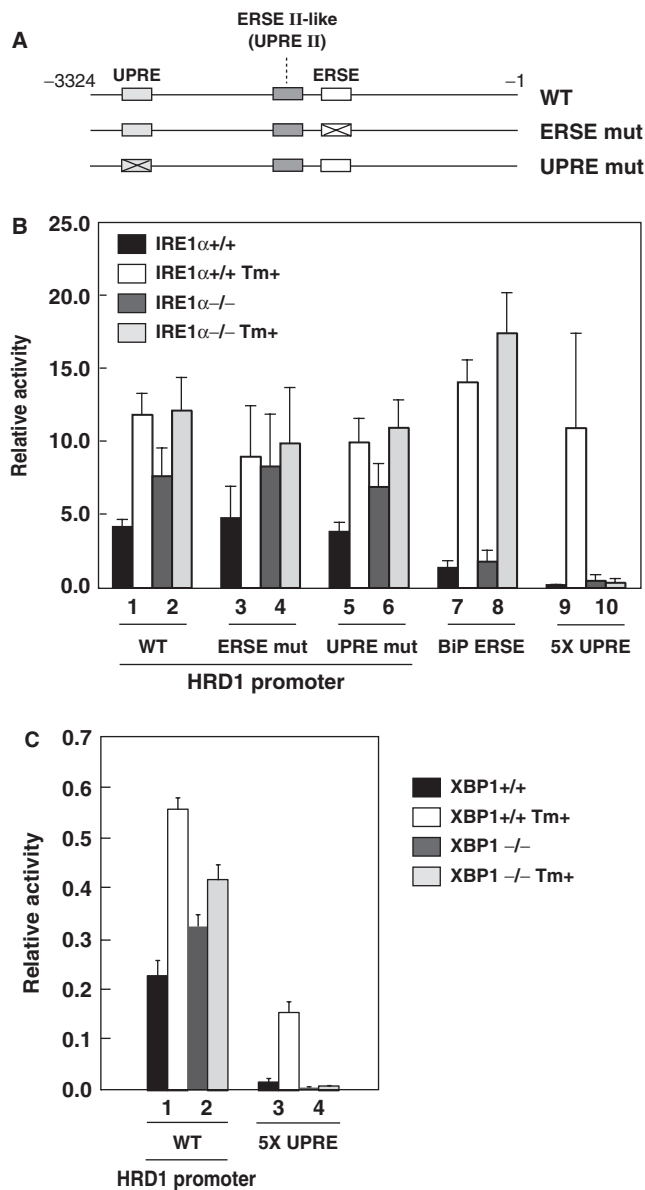 A
ERSE II-like
(UPRE II)
−3324
UPRE
ERSE
−1
WT
ERSE mut
UPRE mut
B
Relative activity
25.0
20.0
15.0
10.0
5.0
0.0
IRE1α+/+
IRE1α+/+ Tm+
IRE1α−/−
IRE1α−/− Tm+
1 2 3 4 5 6 7 8 9 10
WT ERSE mut UPRE mut BiP ERSE 5X UPRE
HRD1 promoter
C
Relative activity
0.7
0.6
0.5
0.4
0.3
0.2
0.1
0.0
XBP1+/+
XBP1+/+ Tm+
XBP1 −/−
XBP1 −/− Tm+
1 2 3 4
WT 5X UPRE
HRD1 promoter